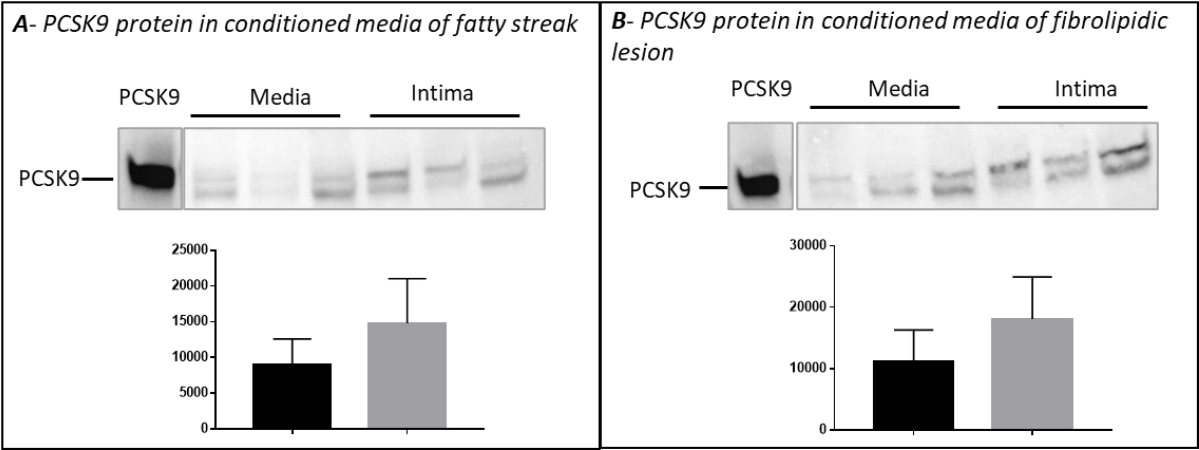 A- PCSK9 protein in conditioned media of fatty streak
PCSK9
Media
Intima
PCSK9
25000
20000
15000
10000
5000
0
B- PCSK9 protein in conditioned media of fibrolipidic
lesion
PCSK9
Media
Intima
PCSK9
30000
20000
10000
0